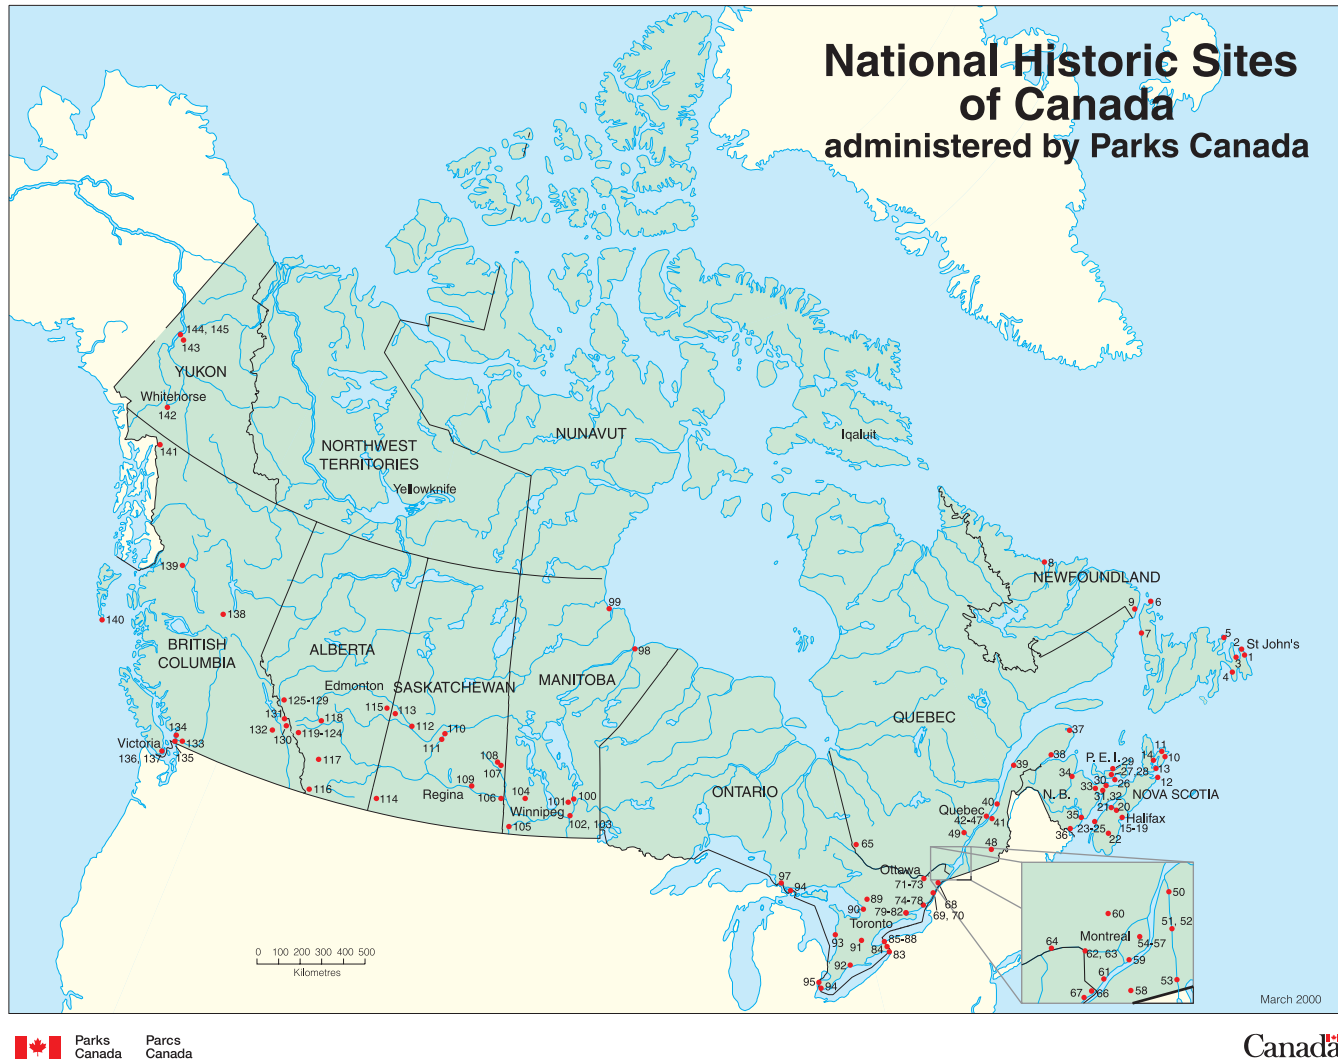 National Historic Sites
of Canada
administered by Parks Canada
144, 145
143
YUKON
Whitehorse
142
141
NORTHWEST
TERRITORIES
Yellowknife
NUNAVUT
Iqaluit
139
138
140
BRITISH
COLUMBIA
ALBERTA
Edmonton
SASKATCHEWAN
MANITOBA
99
98
8
NEWFOUNDLAND
9
6
7
5
2
St John's
1
3
4
QUEBEC
125-129
131
132
130
118
119-124
117
116
115
113
112
110
111
114
134
Victoria
133
136, 137
135
108
107
109
Regina
106
104
105
Winnipeg
101
100
102, 103
ONTARIO
37
38
39
P. E. I.
29
27, 28
30
26
34
33
31, 32
N. B.
NOVA SCOTIA
11
14
10
13
12
21
20
Halifax
15-19
35
36
23-25
22
40
Quebec
42-47
41
49
48
65
Ottawa
71-73
74-78
79-82
68
69, 70
97
94
89
90
Toronto
93
91
85-88
84
83
92
95
94
50
51, 52
60
Montreal
54-57
64
62, 63
59
61
53
67
66
58
0 100 200 300 400 500
Kilometres
March 2000
Parks
Canada
Parcs
Canada
Canada